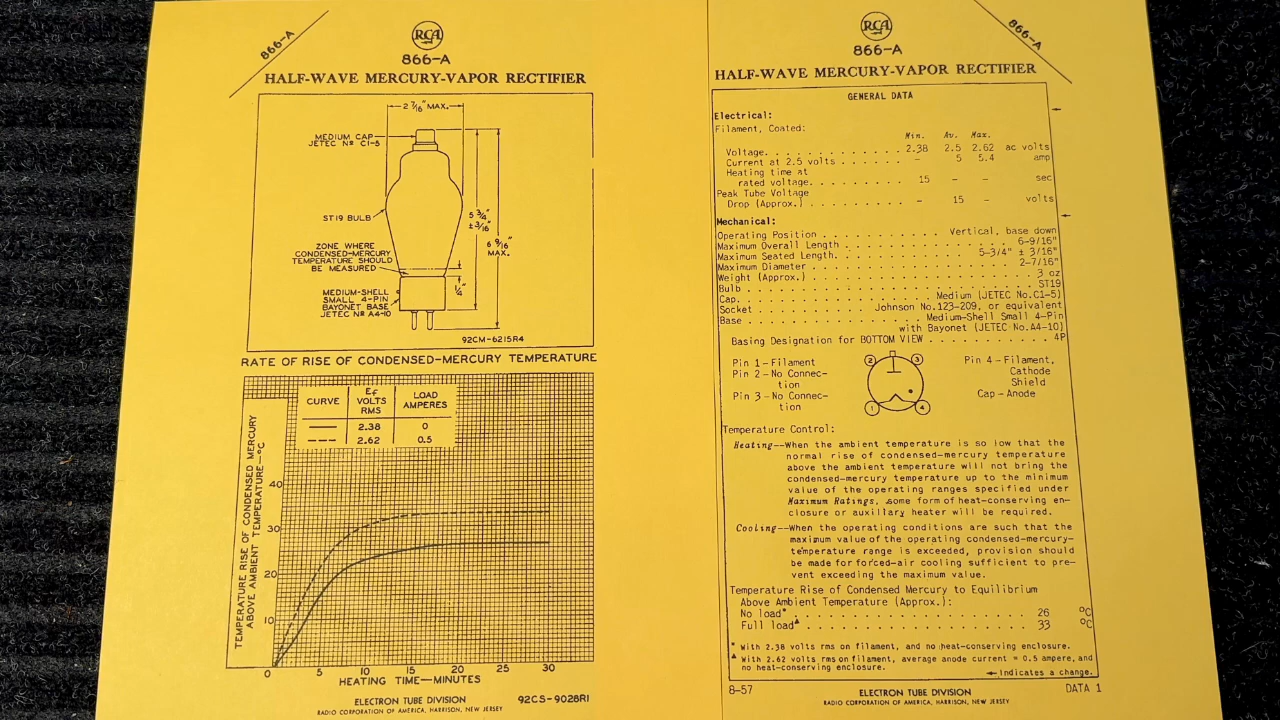 866-A
RCA
866-A
HALF-WAVE MERCURY-VAPOR RECTIFIER
2 7/16" MAX.
MEDIUM CAP
JETEC Nº C1-5
ST19 BULB
5 3/4"
±3/16"
6 9/16"
MAX.
ZONE WHERE
CONDENSED-MERCURY
TEMPERATURE SHOULD
BE MEASURED
1/4"
MEDIUM-SHELL
SMALL 4-PIN
BAYONET BASE
JETEC Nº A4-10
92CM-6215R4
RATE OF RISE OF CONDENSED-MERCURY TEMPERATURE
CURVE
Ef
VOLTS
RMS
LOAD
AMPERES
2.38 0
2.62 0.5
TEMPERATURE RISE OF CONDENSED MERCURY
ABOVE AMBIENT TEMPERATURE—°C
40
30
20
10
0 5 10 15 20 25 30
HEATING TIME—MINUTES
ELECTRON TUBE DIVISION
92CS-9028R1
RADIO CORPORATION OF AMERICA, HARRISON, NEW JERSEY
866-A
RCA
866-A
HALF-WAVE MERCURY-VAPOR RECTIFIER
GENERAL DATA
Electrical:
Filament, Coated:
Min. Av. Max.
Voltage. . . . . . . . . . . . . 2.38 2.5 2.62 ac volts
Current at 2.5 volts . . . . . . – 5 5.4 amp
Heating time at
rated voltage. . . . . . . . . 15 – – sec
Peak Tube Voltage
Drop (Approx.) . . . . . . . . . – 15 – volts
Mechanical:
Operating Position . . . . . . . . . . . Vertical, base down
Maximum Overall Length . . . . . . . . . . . . . . . 6-9/16"
Maximum Seated Length. . . . . . . . . . . . . 5-3/4" ± 3/16"
Maximum Diameter . . . . . . . . . . . . . . . . . . 2-7/16"
Weight (Approx.) . . . . . . . . . . . . . . . . . . . 3 oz
Bulb . . . . . . . . . . . . . . . . . . . . . . . . . ST19
Cap. . . . . . . . . . . . . . . . . Medium (JETEC No.C1-5)
Socket . . . . . . . . . . Johnson No.123-209, or equivalent
Base . . . . . . . . . . . . . . . Medium-Shell Small 4-Pin
with Bayonet (JETEC No.A4-10)
Basing Designation for BOTTOM VIEW . . . . . . . . . . . 4P
Pin 1-Filament
Pin 2-No Connec-
tion
Pin 3-No Connec-
tion
2 3
1 4
Pin 4-Filament,
Cathode
Shield
Cap-Anode
Temperature Control:
Heating--When the ambient temperature is so low that the
normal rise of condensed-mercury temperature
above the ambient temperature will not bring the
condensed-mercury temperature up to the minimum
value of the operating ranges specified under
Maximum Ratings, some form of heat-conserving en-
closure or auxiliary heater will be required.
Cooling--When the operating conditions are such that the
maximum value of the operating condensed-mercury-
temperature range is exceeded, provision should
be made for forced-air cooling sufficient to pre-
vent exceeding the maximum value.
Temperature Rise of Condensed Mercury to Equilibrium
Above Ambient Temperature (Approx.):
No load* . . . . . . . . . . . . . . . . . . . . 26 °C
Full load▲ . . . . . . . . . . . . . . . . . . . 33 °C
* With 2.38 volts rms on filament, and no heat-conserving enclosure.
▲ With 2.62 volts rms on filament, average anode current = 0.5 ampere, and
no heat-conserving enclosure.
←Indicates a change.
8-57
ELECTRON TUBE DIVISION
DATA 1
RADIO CORPORATION OF AMERICA, HARRISON, NEW JERSEY